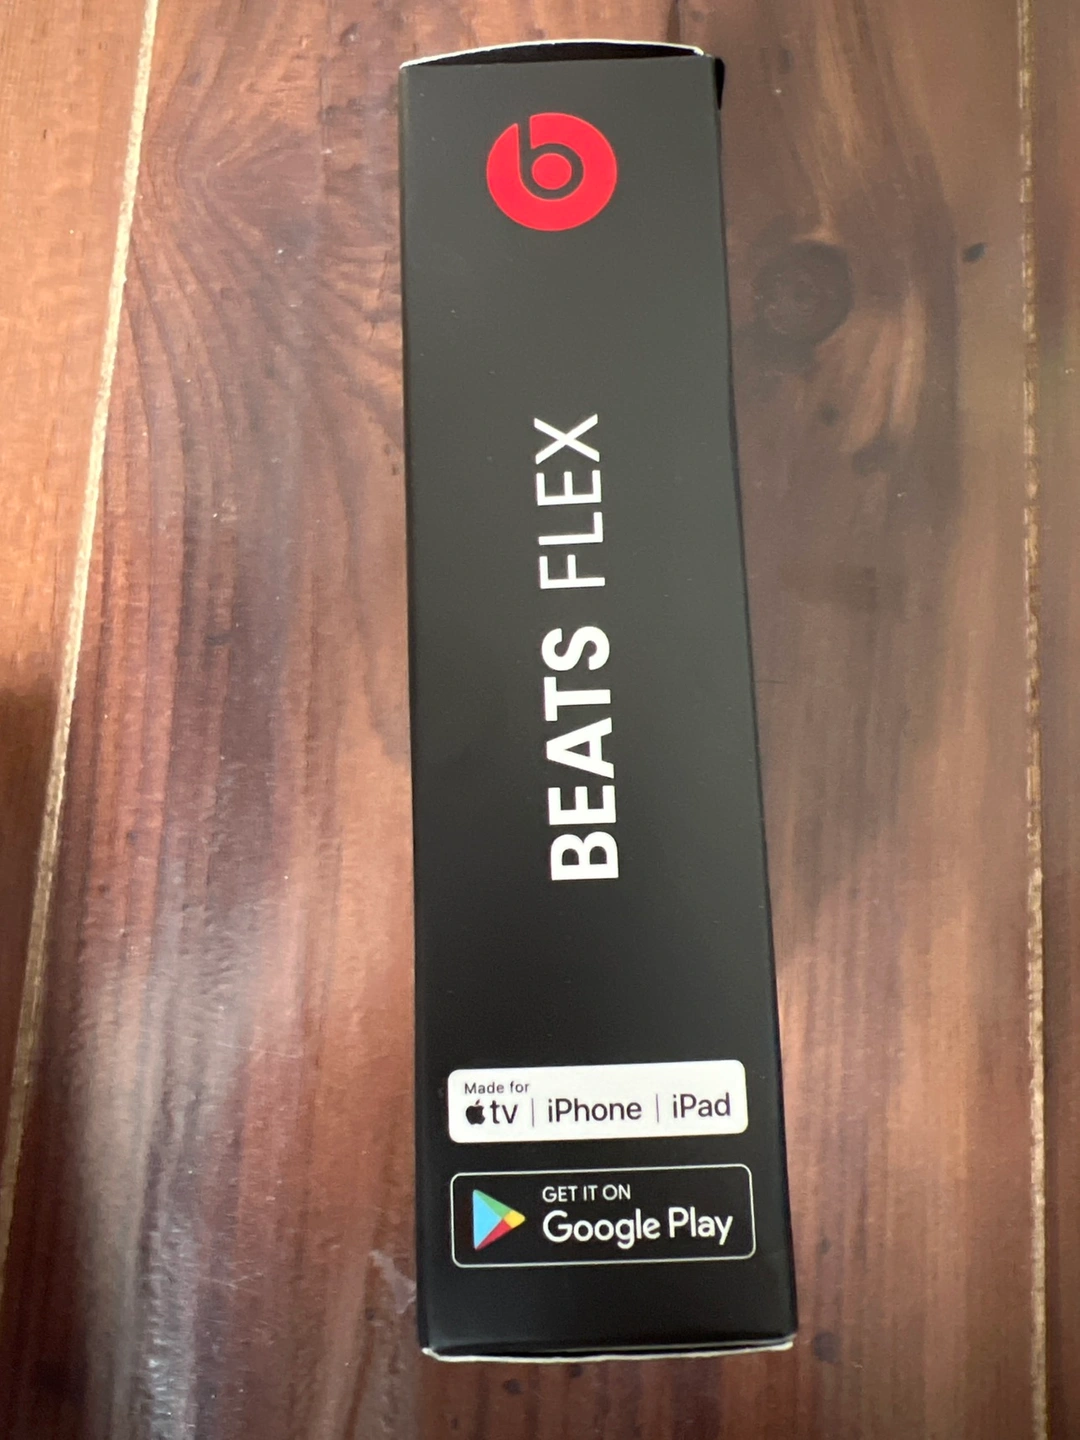 b
BEATS FLEX
Made for
tv | iPhone | iPad
GET IT ON
Google Play